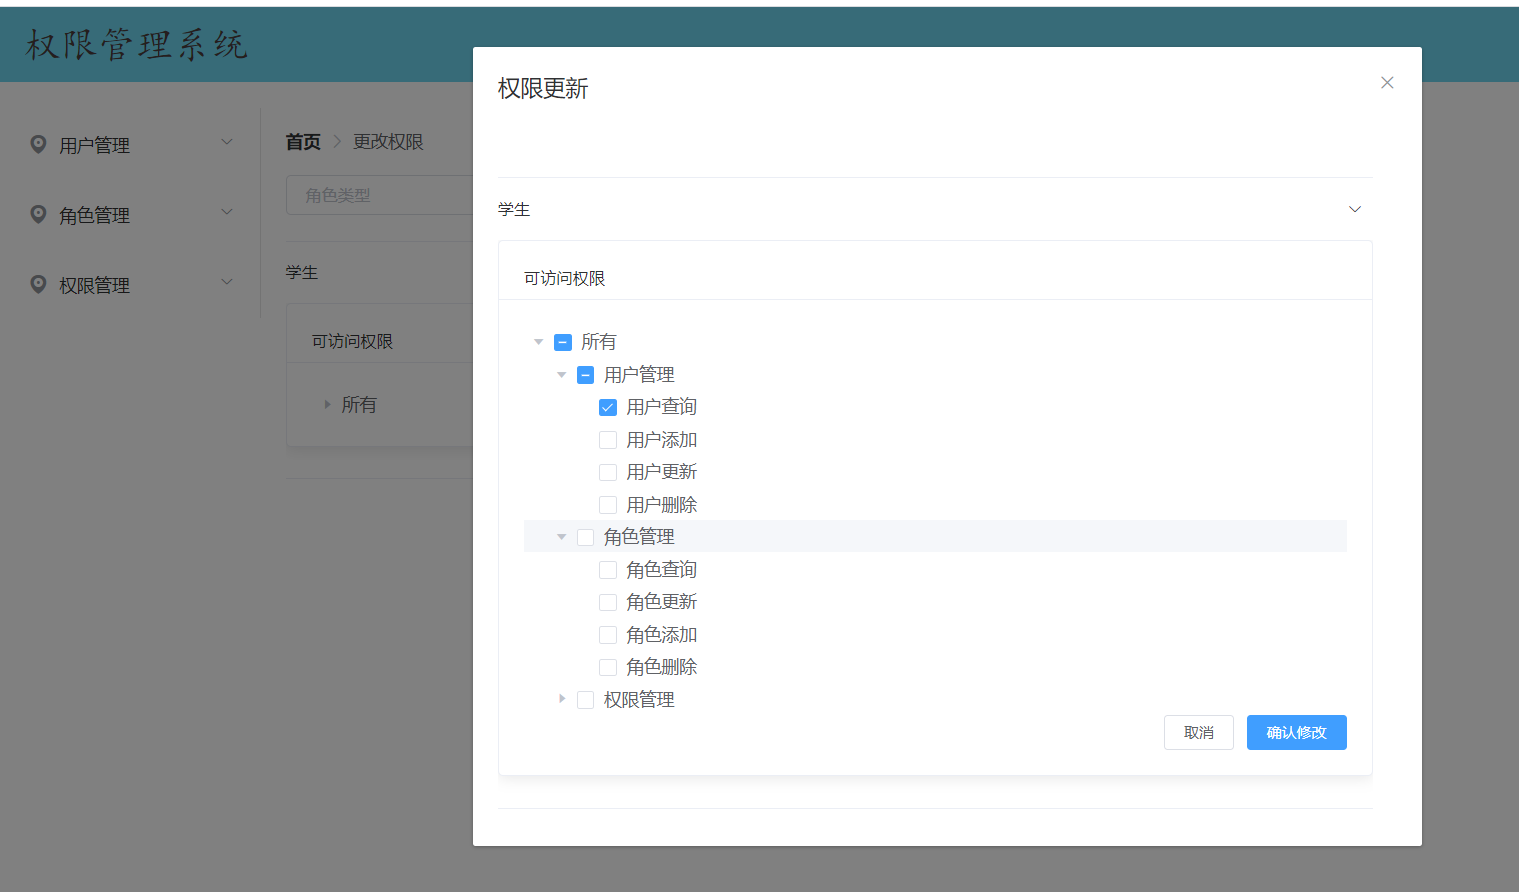 权限管理系统
用户管理
角色管理
权限管理
首页 更改权限
角色类型
学生
可访问权限
所有
权限更新
学生
可访问权限
所有
用户管理
用户查询
用户添加
用户更新
用户删除
角色管理
角色查询
角色更新
角色添加
角色删除
权限管理
取消 确认修改